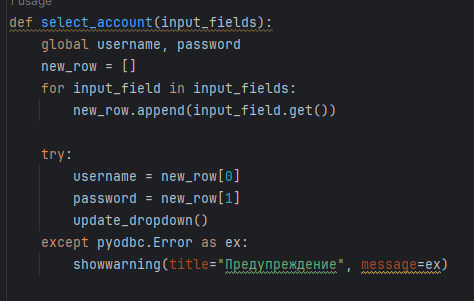 1 usage
def select_account(input_fields):
    global username, password
    new_row = []
    for input_field in input_fields:
        new_row.append(input_field.get())
    try:
        username = new_row[0]
        password = new_row[1]
        update_dropdown()
    except pyodbc.Error as ex:
        showwarning(title="Предупреждение", message=ex)